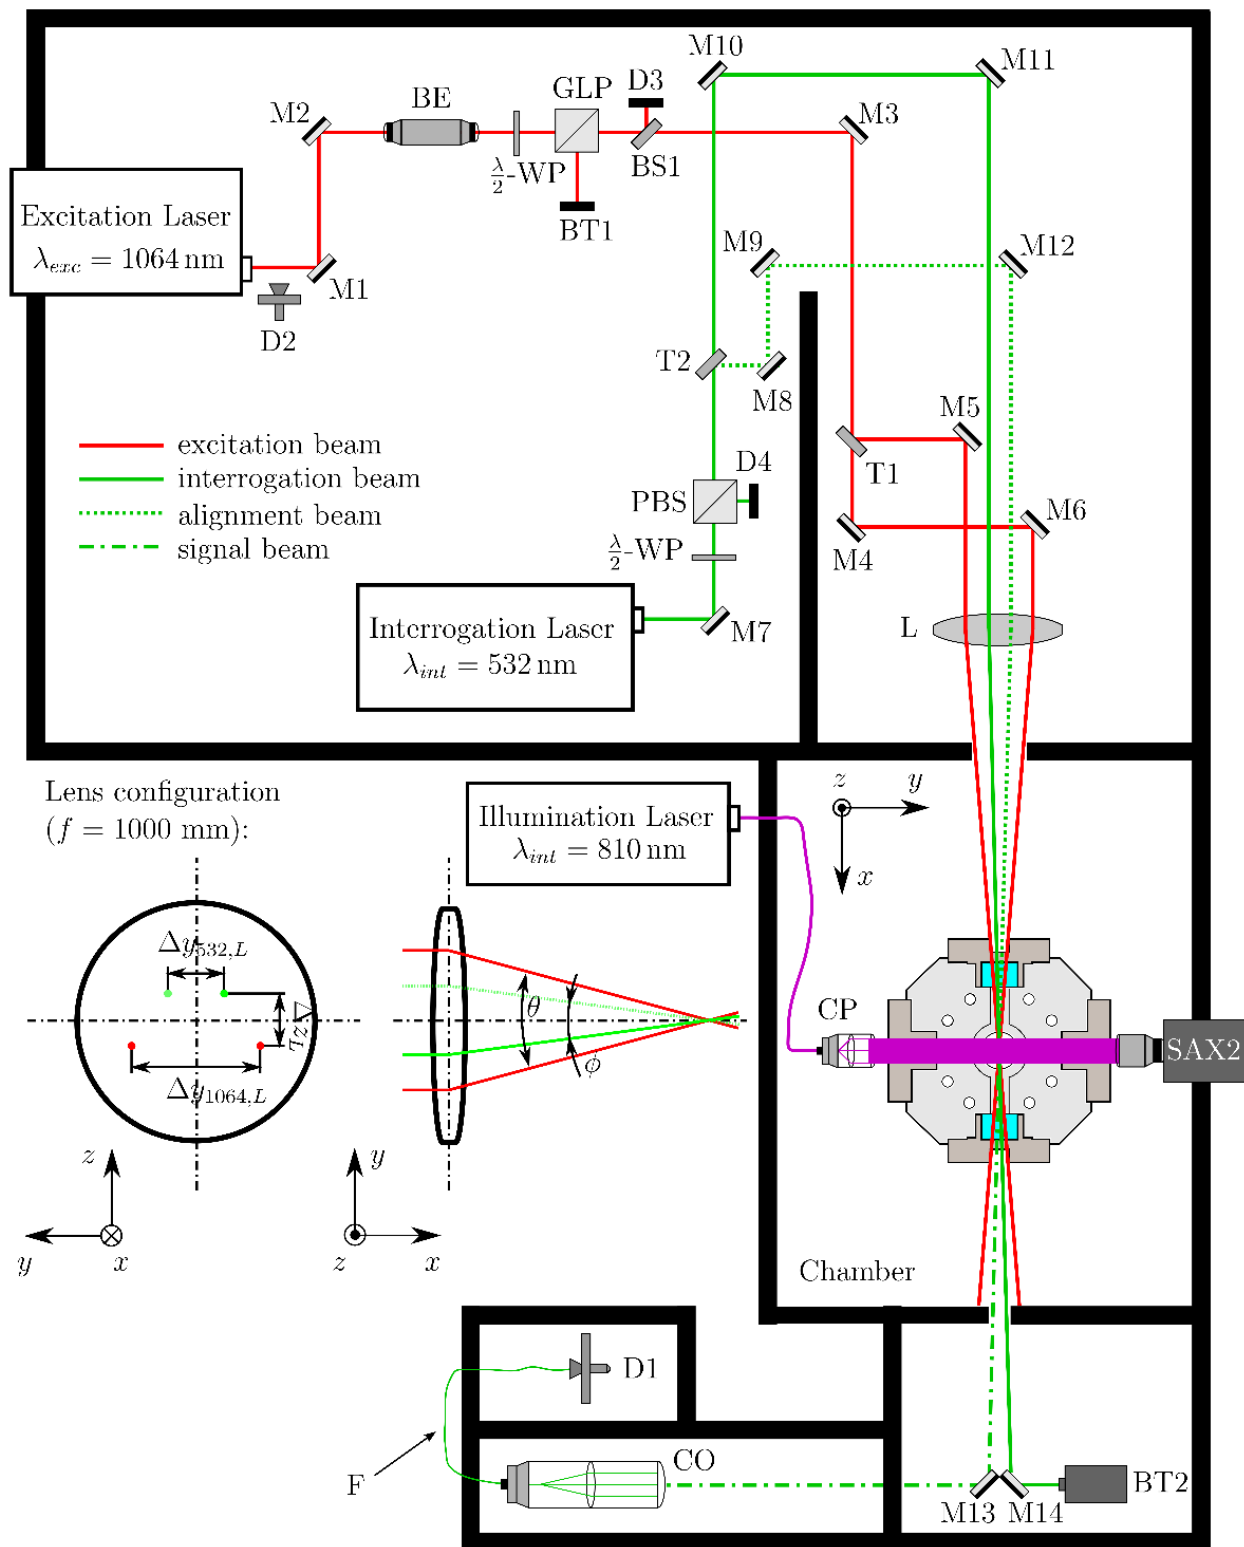 M10
M11
D3
GLP
BE
M2
M3
λ/2-WP
BS1
BT1
Excitation Laser
λexc = 1064 nm
M1
M9
M12
D2
T2
M8
M5
excitation beam
interrogation beam
alignment beam
signal beam
D4
T1
PBS
M6
λ/2-WP
M4
Interrogation Laser
λint = 532 nm
M7
L
Lens configuration
(f = 1000 mm):
Illumination Laser
λint = 810 nm
z
y
x
Δy532,L
ΔzL
Δy1064,L
θ
ϕ
CP
SAX2
z
y
x
y
z
x
Chamber
D1
F
CO
BT2
M13
M14